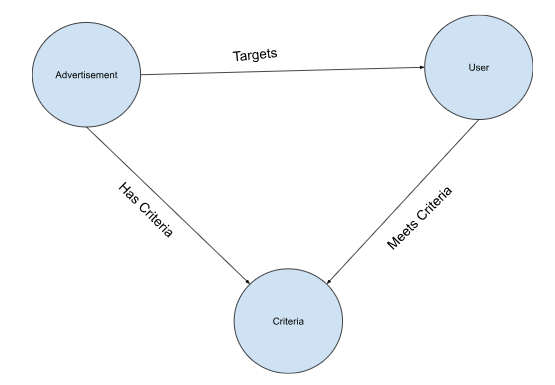 Targets
Advertisement
User
Has Criteria
Meets Criteria
Criteria